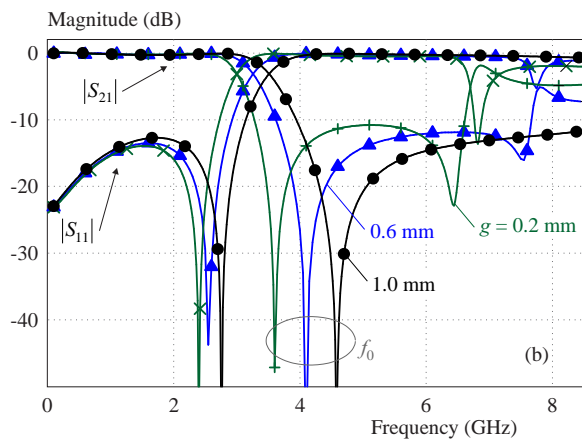 Magnitude (dB)
0
|S21|
-10
-20
|S11|
0.6 mm
g = 0.2 mm
1.0 mm
-30
-40
f0
(b)
0
2
4
6
8
Frequency (GHz)